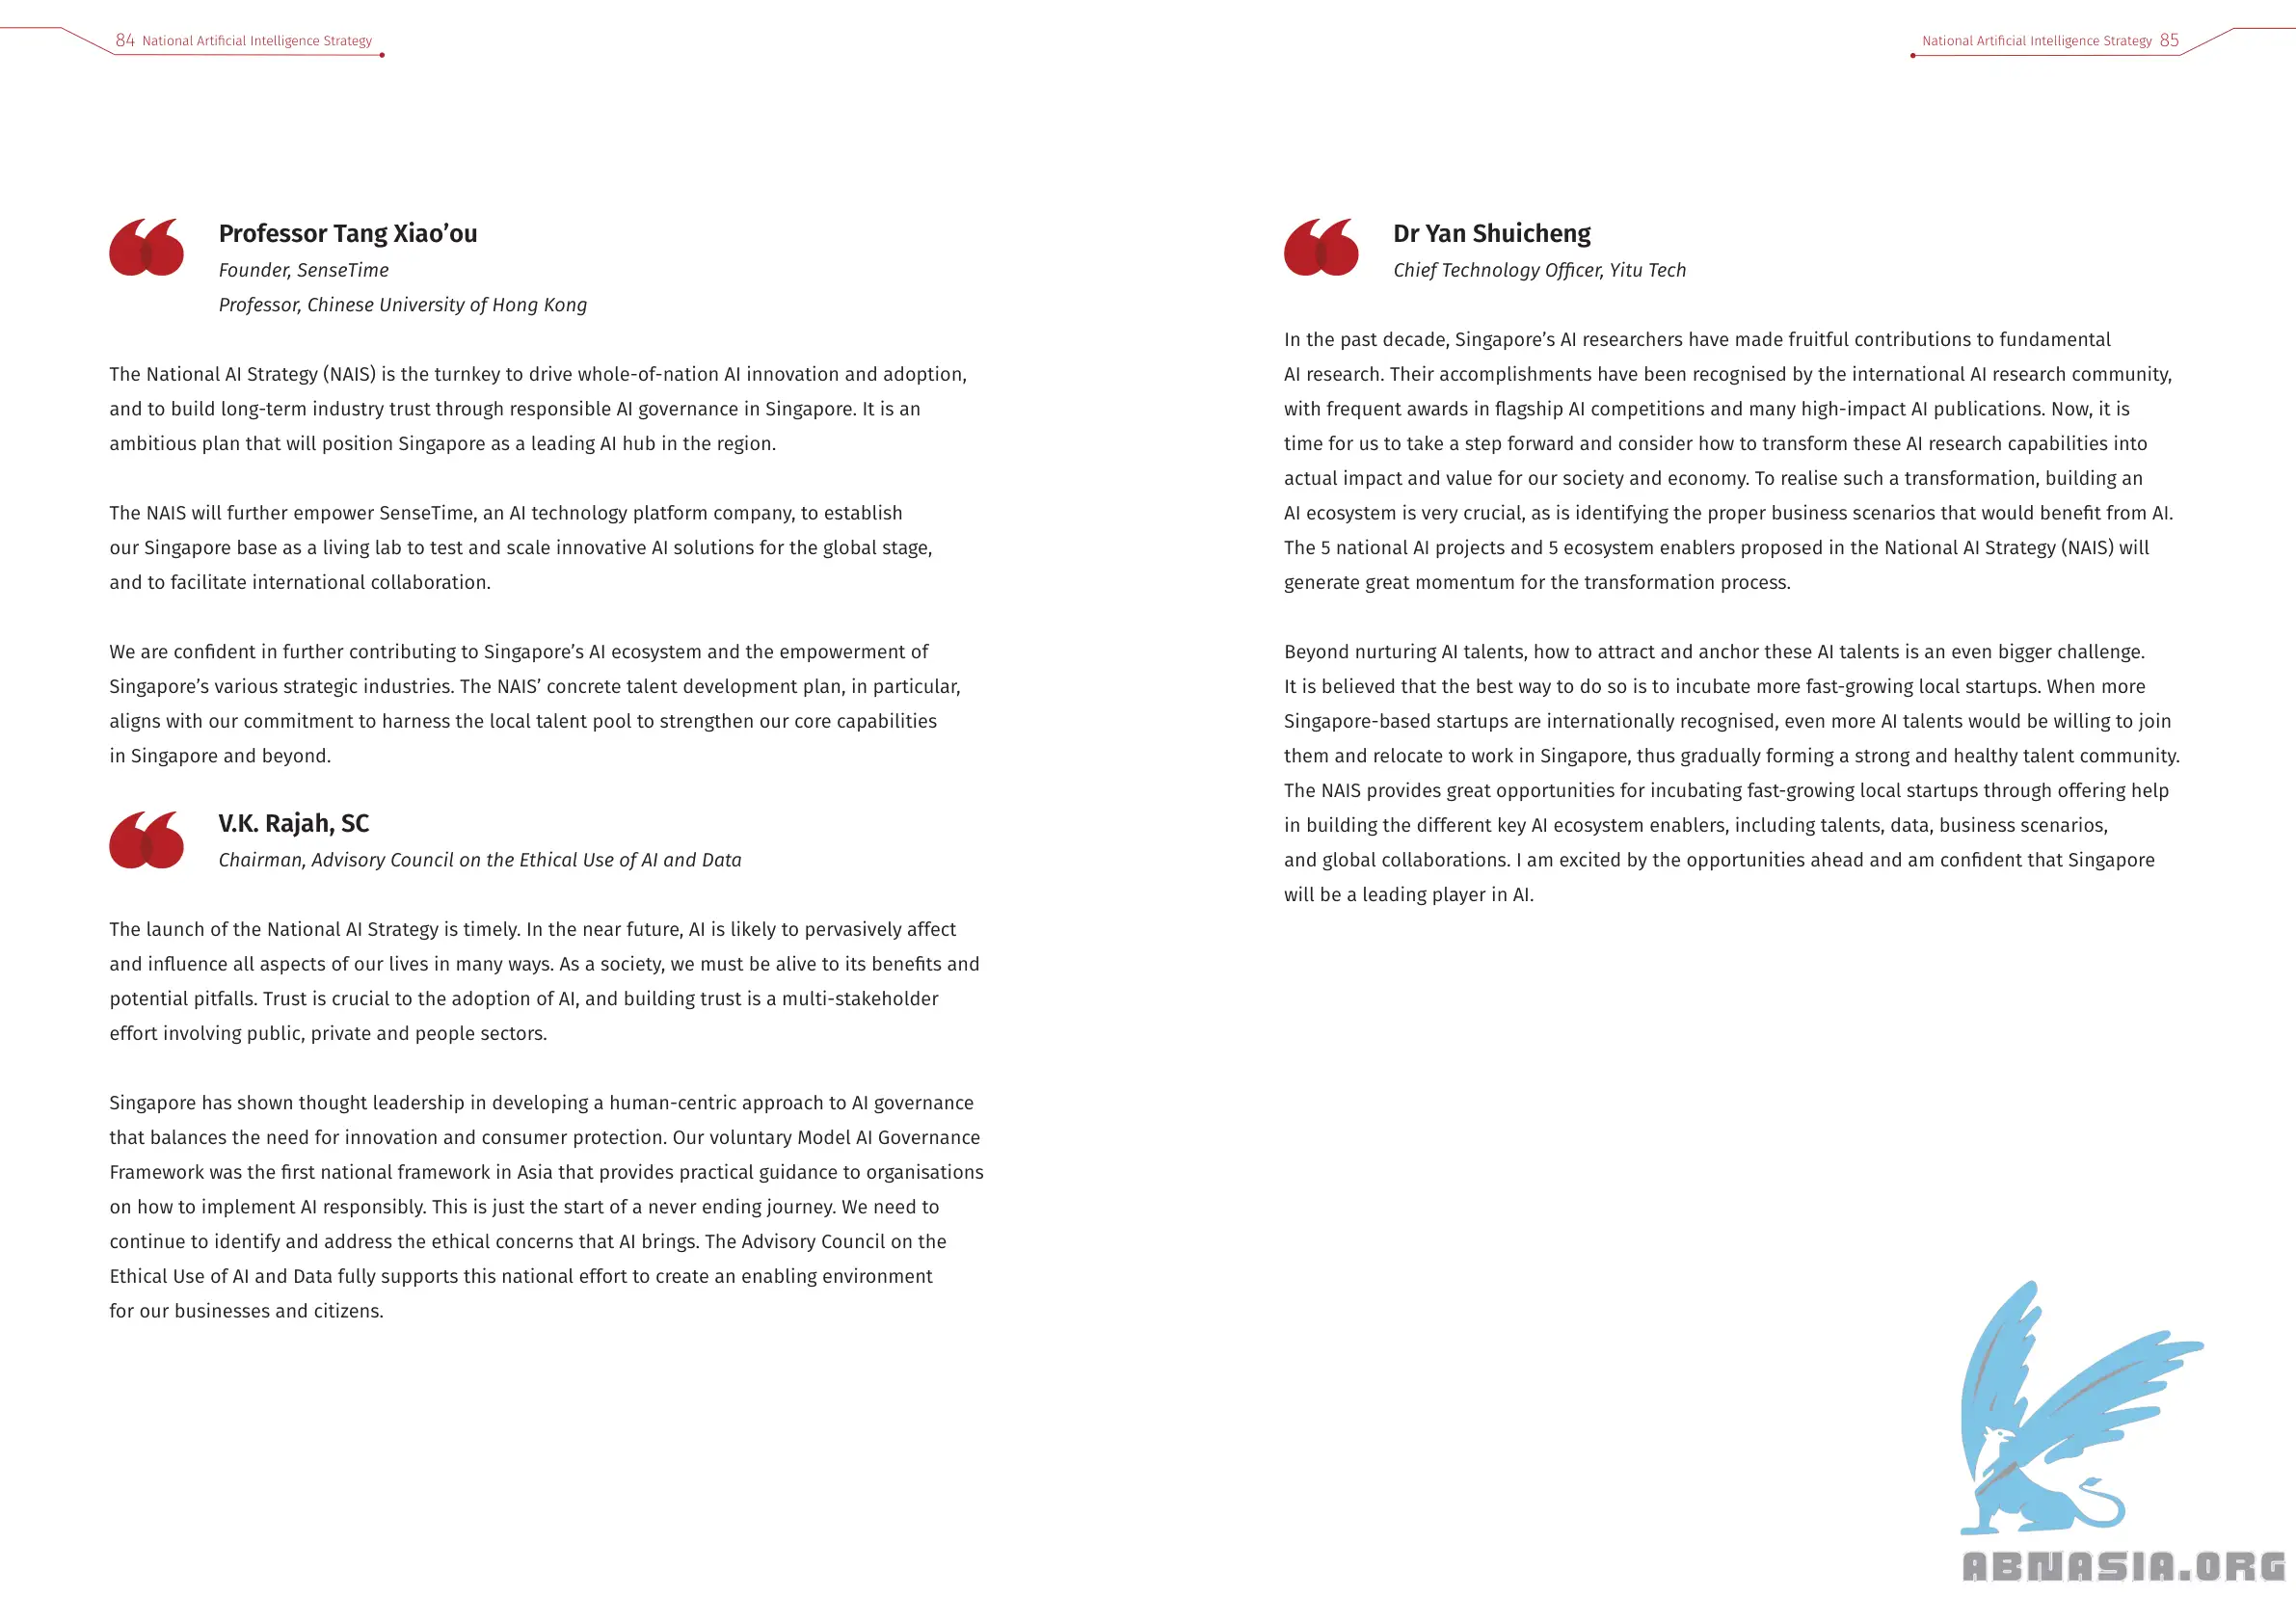 84 National Artificial Intelligence Strategy
Professor Tang Xiao’ou
Founder, SenseTime
Professor, Chinese University of Hong Kong
The National AI Strategy (NAIS) is the turnkey to drive whole-of-nation AI innovation and adoption,
and to build long-term industry trust through responsible AI governance in Singapore. It is an
ambitious plan that will position Singapore as a leading AI hub in the region.
The NAIS will further empower SenseTime, an AI technology platform company, to establish
our Singapore base as a living lab to test and scale innovative AI solutions for the global stage,
and to facilitate international collaboration.
We are confident in further contributing to Singapore’s AI ecosystem and the empowerment of
Singapore’s various strategic industries. The NAIS’ concrete talent development plan, in particular,
aligns with our commitment to harness the local talent pool to strengthen our core capabilities
in Singapore and beyond.
V.K. Rajah, SC
Chairman, Advisory Council on the Ethical Use of AI and Data
The launch of the National AI Strategy is timely. In the near future, AI is likely to pervasively affect
and influence all aspects of our lives in many ways. As a society, we must be alive to its benefits and
potential pitfalls. Trust is crucial to the adoption of AI, and building trust is a multi-stakeholder
effort involving public, private and people sectors.
Singapore has shown thought leadership in developing a human-centric approach to AI governance
that balances the need for innovation and consumer protection. Our voluntary Model AI Governance
Framework was the first national framework in Asia that provides practical guidance to organisations
on how to implement AI responsibly. This is just the start of a never ending journey. We need to
continue to identify and address the ethical concerns that AI brings. The Advisory Council on the
Ethical Use of AI and Data fully supports this national effort to create an enabling environment
for our businesses and citizens.
National Artificial Intelligence Strategy 85
Dr Yan Shuicheng
Chief Technology Officer, Yitu Tech
In the past decade, Singapore’s AI researchers have made fruitful contributions to fundamental
AI research. Their accomplishments have been recognised by the international AI research community,
with frequent awards in flagship AI competitions and many high-impact AI publications. Now, it is
time for us to take a step forward and consider how to transform these AI research capabilities into
actual impact and value for our society and economy. To realise such a transformation, building an
AI ecosystem is very crucial, as is identifying the proper business scenarios that would benefit from AI.
The 5 national AI projects and 5 ecosystem enablers proposed in the National AI Strategy (NAIS) will
generate great momentum for the transformation process.
Beyond nurturing AI talents, how to attract and anchor these AI talents is an even bigger challenge.
It is believed that the best way to do so is to incubate more fast-growing local startups. When more
Singapore-based startups are internationally recognised, even more AI talents would be willing to join
them and relocate to work in Singapore, thus gradually forming a strong and healthy talent community.
The NAIS provides great opportunities for incubating fast-growing local startups through offering help
in building the different key AI ecosystem enablers, including talents, data, business scenarios,
and global collaborations. I am excited by the opportunities ahead and am confident that Singapore
will be a leading player in AI.
ABNASIA.ORG